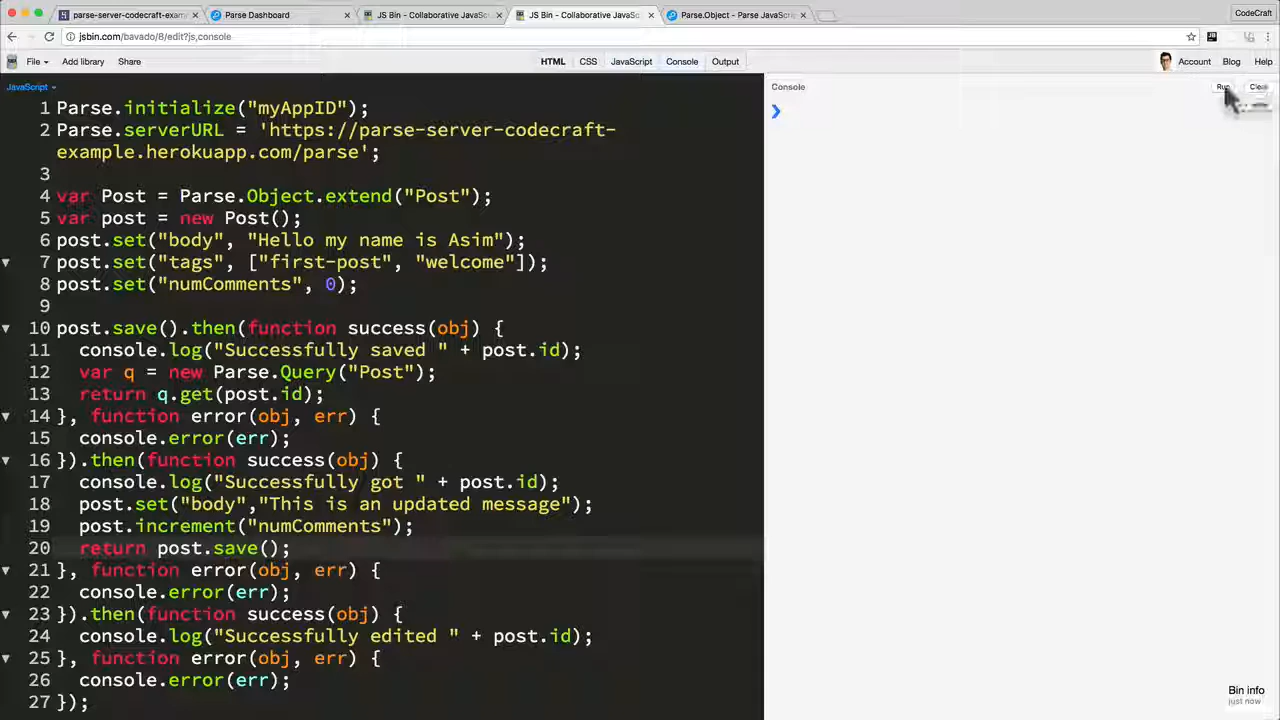 parse-server-codecraft-exam
Parse Dashboard
JS Bin - Collaborative JavaSc
JS Bin - Collaborative JavaSc
Parse.Object - Parse JavaScri
CodeCraft
jsbin.com/bavado/8/edit?js,console
File
Add library
Share
HTML
CSS
JavaScript
Console
Output
Account
Blog
Help
JavaScript
Console
Run
Clear
1 Parse.initialize("myAppID");
2 Parse.serverURL = 'https://parse-server-codecraft-
example.herokuapp.com/parse';
3
4 var Post = Parse.Object.extend("Post");
5 var post = new Post();
6 post.set("body", "Hello my name is Asim");
7 post.set("tags", ["first-post", "welcome"]);
8 post.set("numComments", 0);
9
10 post.save().then(function success(obj) {
11 console.log("Successfully saved " + post.id);
12 var q = new Parse.Query("Post");
13 return q.get(post.id);
14 }, function error(obj, err) {
15 console.error(err);
16 }).then(function success(obj) {
17 console.log("Successfully got " + post.id);
18 post.set("body","This is an updated message");
19 post.increment("numComments");
20 return post.save();
21 }, function error(obj, err) {
22 console.error(err);
23 }).then(function success(obj) {
24 console.log("Successfully edited " + post.id);
25 }, function error(obj, err) {
26 console.error(err);
27 });
Bin info
just now